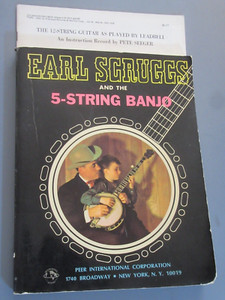 THE 12-STRING GUITAR AS PLAYED BY LEADBELLY
An Instruction Record by PETE SEEGER
EARL SCRUGGS
AND THE
5-STRING BANJO
PEER INTERNATIONAL CORPORATION
1740 BROADWAY • NEW YORK, N. Y. 10019